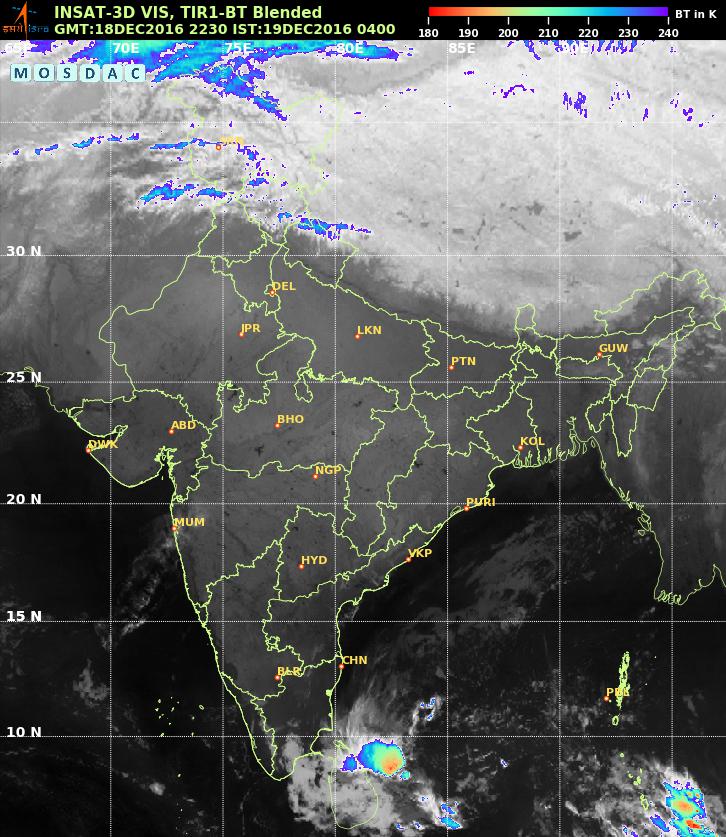 INSAT-3D VIS, TIR1-BT Blended
GMT:18DEC2016 2230 IST:19DEC2016 0400
BT in K
180 190 200 210 220 230 240
65E 70E 75E 80E 85E 90E
M O S D A C
30 N
DEL
JPR LKN
GUW
PTN
25 N
ABD BHO
DWK KOL
NGP
20 N PURI
MUM
HYD VKP
15 N
BLR CHN
10 N